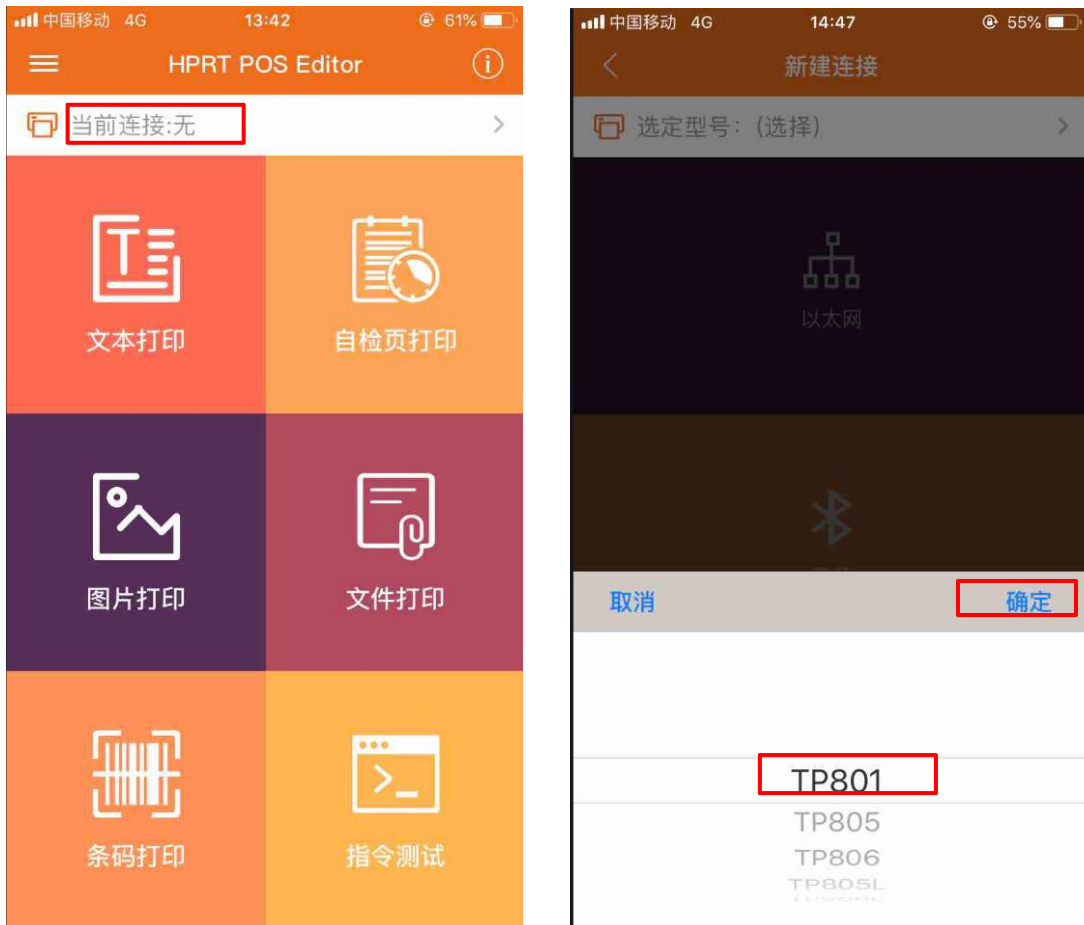 中国移动 4G 13:42 61%
HPRT POS Editor
当前连接:无
文本打印 自检页打印
图片打印 文件打印
条码打印 指令测试
中国移动 4G 14:47 55%
新建连接
选定型号: (选择)
以太网
取消 确定
TP801
TP805
TP806
TP805L